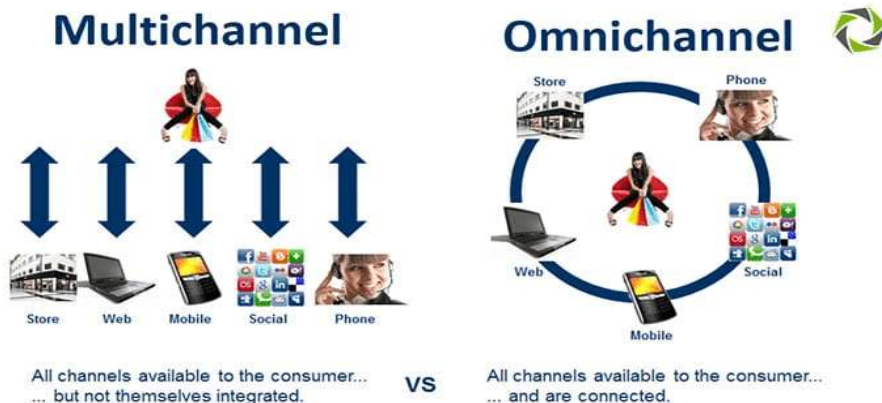 Multichannel
Omnichannel
Store
Web
Mobile
Social
Phone
Store
Phone
Web
Social
Mobile
All channels available to the consumer...
... but not themselves integrated.
VS
All channels available to the consumer...
... and are connected.